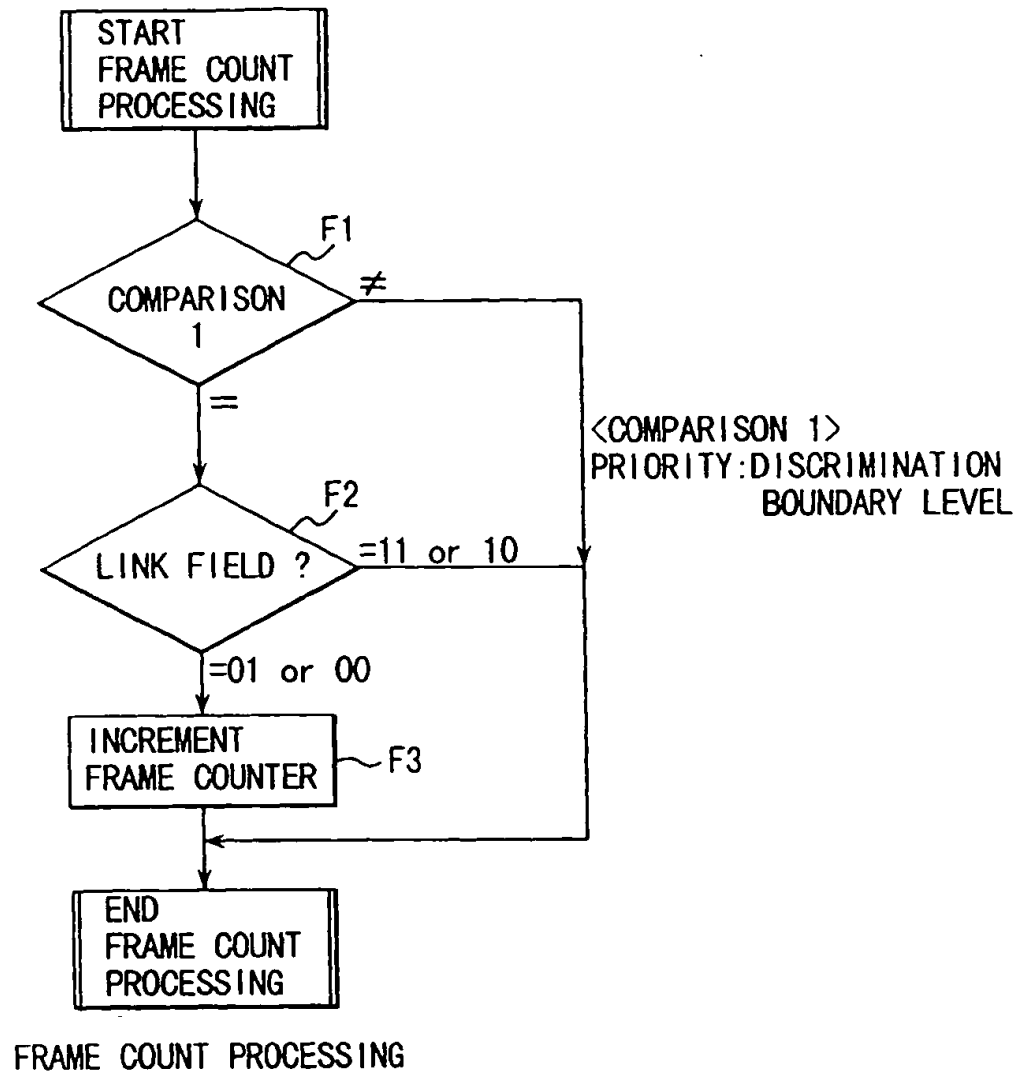 START
FRAME COUNT
PROCESSING
F1
COMPARISON
1
≠
=
<COMPARISON 1>
PRIORITY:DISCRIMINATION
BOUNDARY LEVEL
F2
LINK FIELD ?
=11 or 10
=01 or 00
INCREMENT
FRAME COUNTER
F3
END
FRAME COUNT
PROCESSING
FRAME COUNT PROCESSING